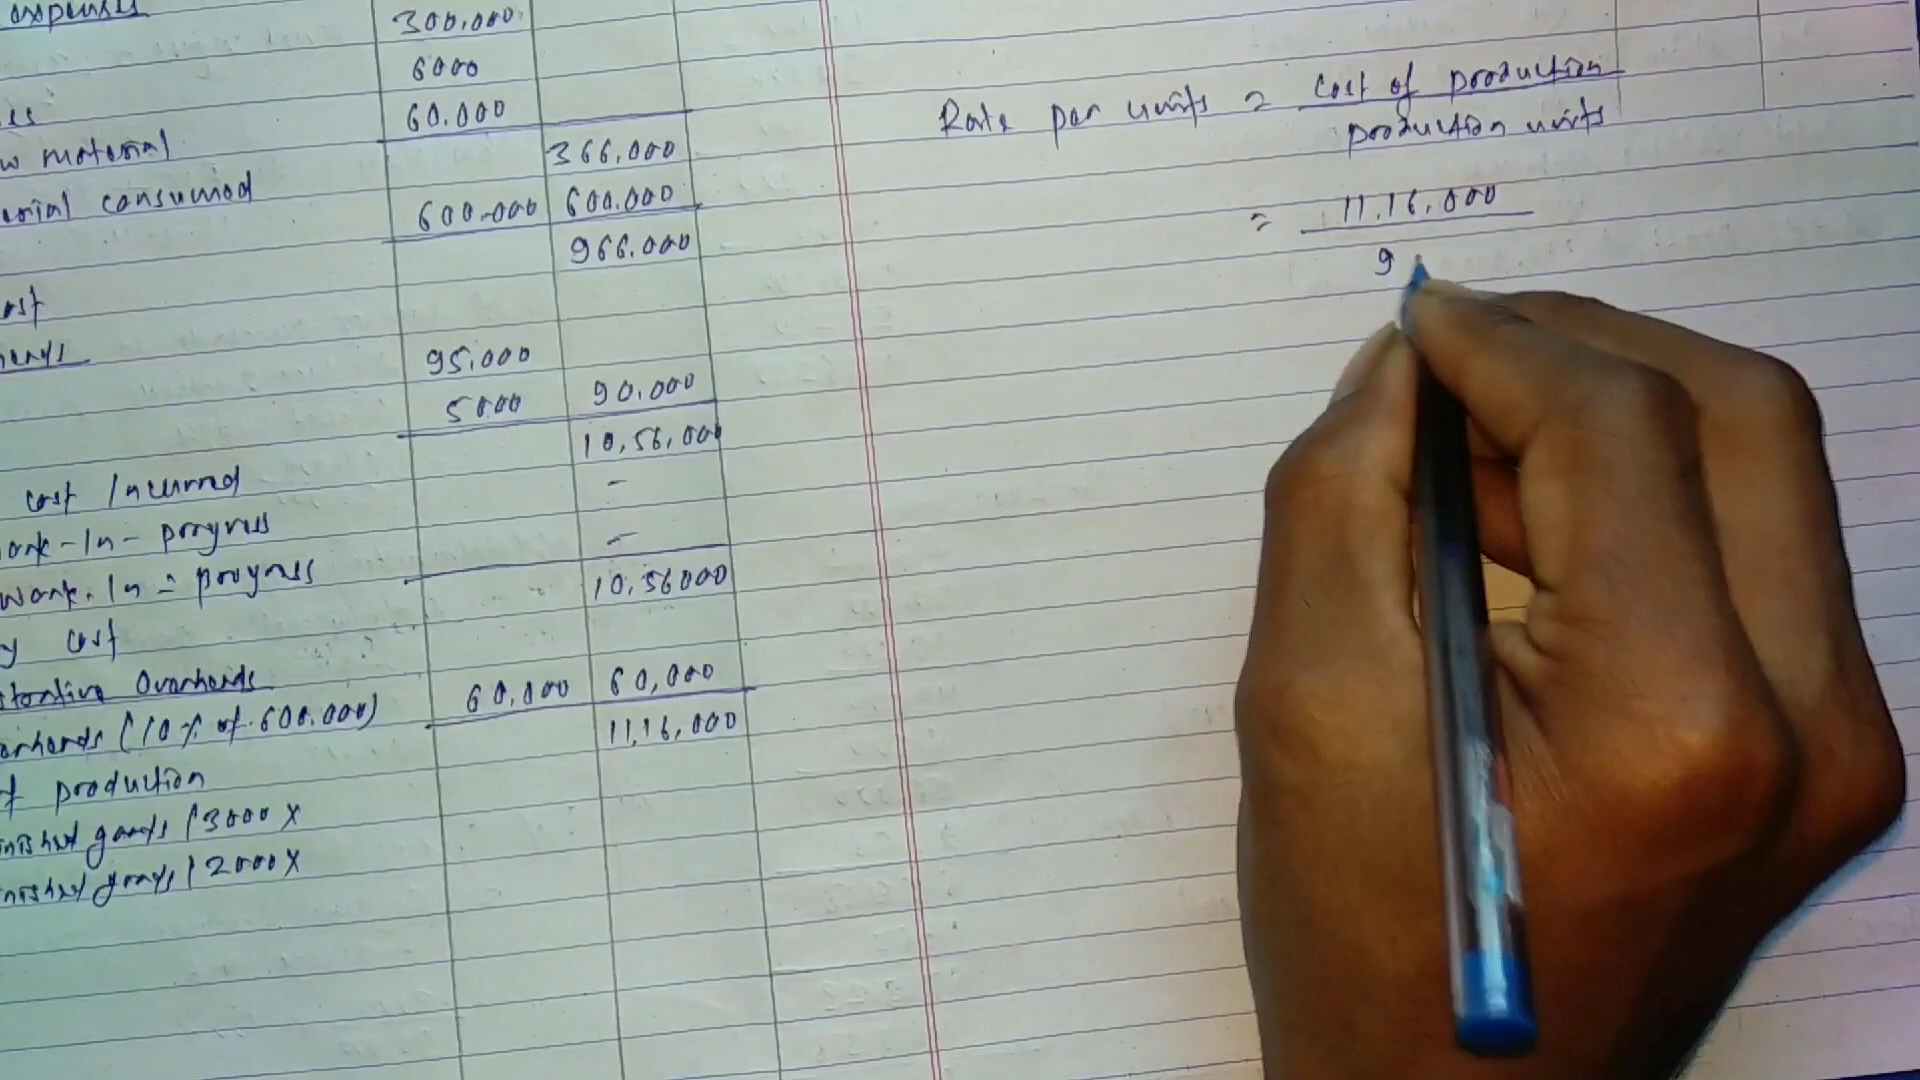 expenses 300,000
6000
60.000
material 366,000
consumed 600,000 600.000
966.000
95,000
5000 90.000
10,56,000
cost Incurred -
- In - progress -
work. In - progress 10,56000
cost
Overheads 60,000 60,000
(10% of 600.000) 11,16,000
production
goods (3000 X
goods (2000 X
Rate per units = cost of production
production units
= 11,16,000
9